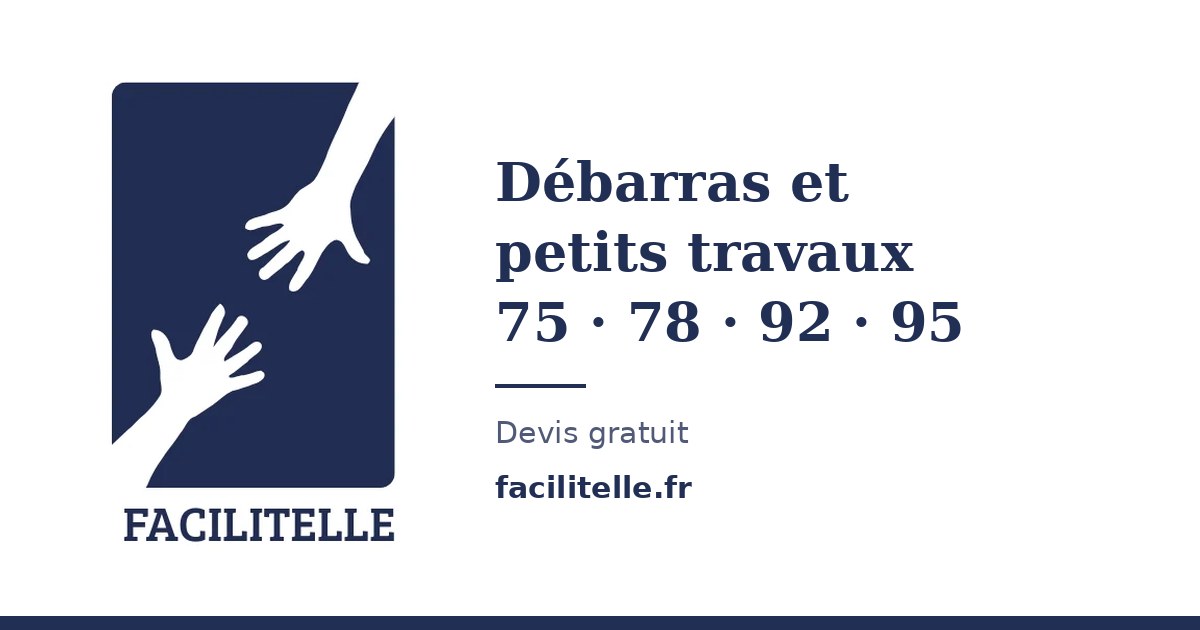 FACILITELLE
Débarras et
petits travaux
75 · 78 · 92 · 95
Devis gratuit
facilitelle.fr